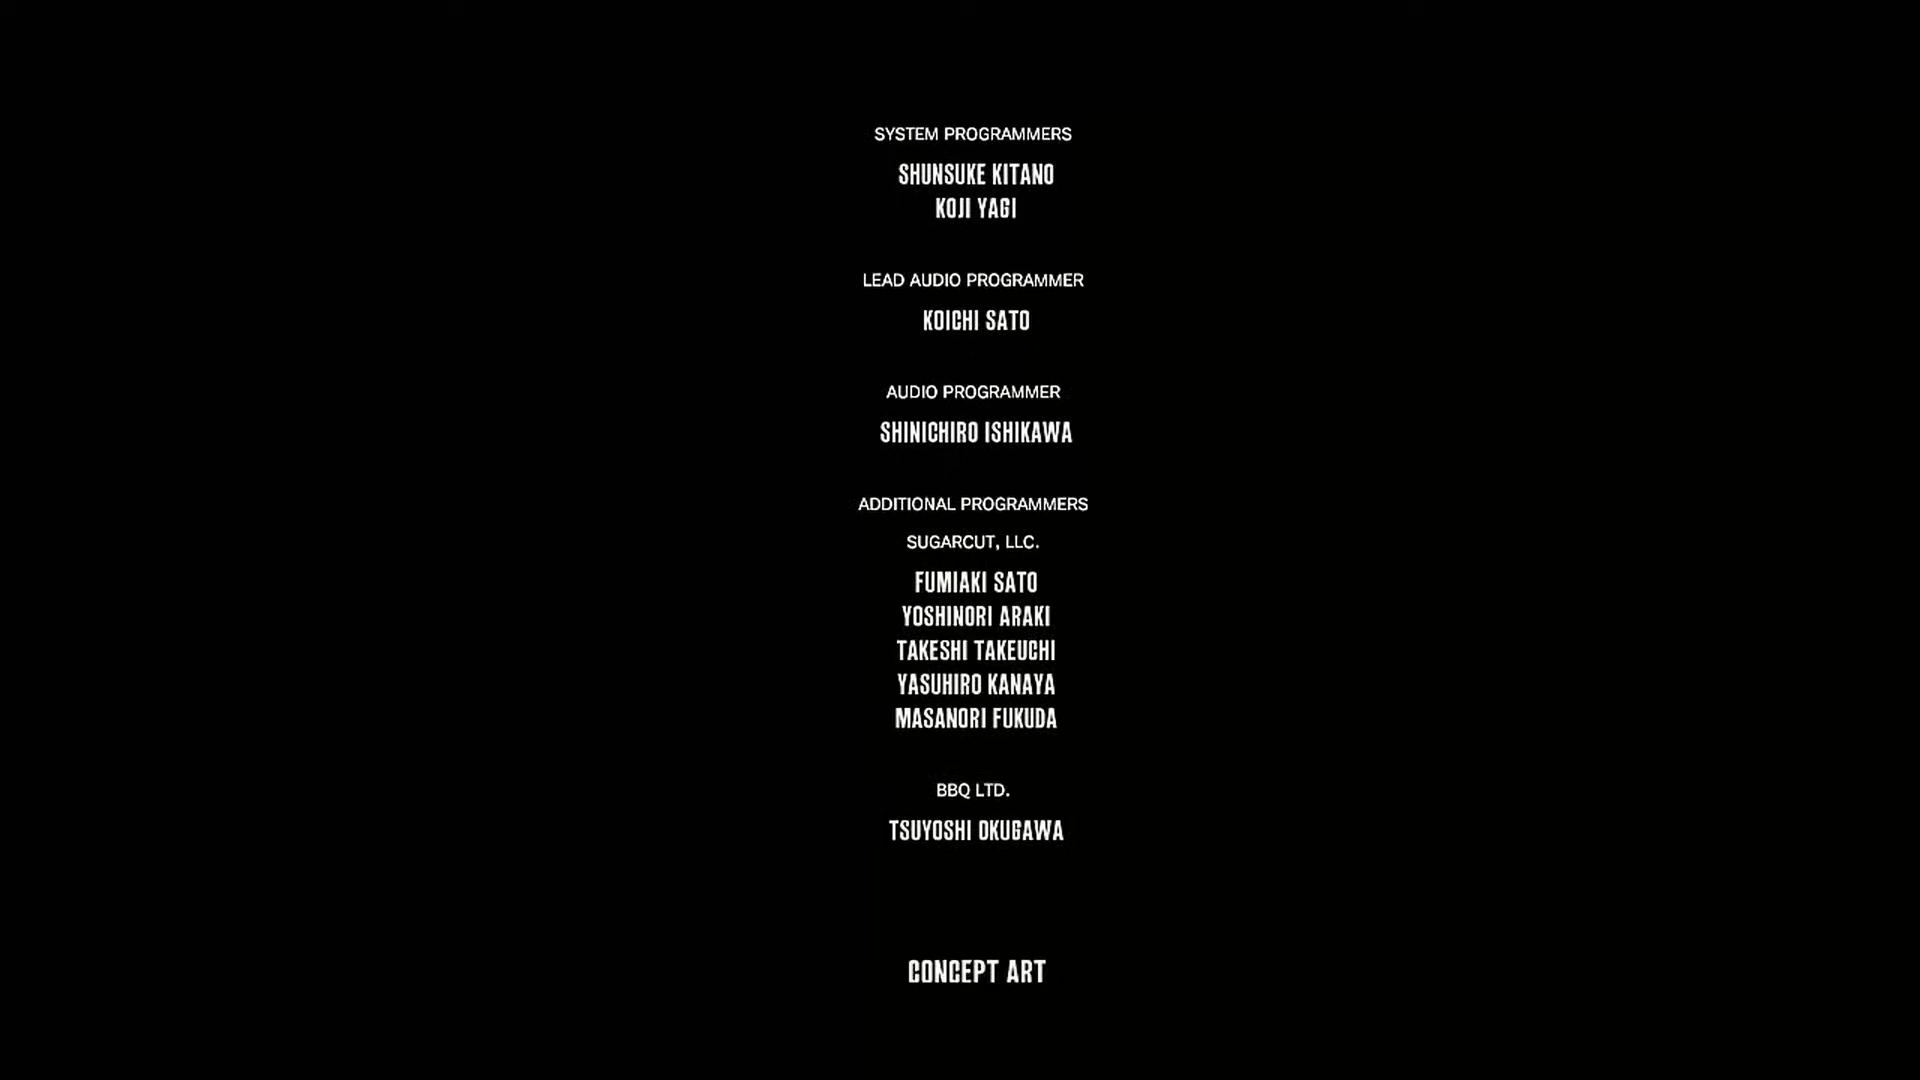 SYSTEM PROGRAMMERS
SHUNSUKE KITANO
KOJI YAGI
LEAD AUDIO PROGRAMMER
KOICHI SATO
AUDIO PROGRAMMER
SHINICHIRO ISHIKAWA
ADDITIONAL PROGRAMMERS
SUGARCUT, LLC.
FUMIAKI SATO
YOSHINORI ARAKI
TAKESHI TAKEUCHI
YASUHIRO KANAYA
MASANORI FUKUDA
BBQ LTD.
TSUYOSHI OKUGAWA
CONCEPT ART